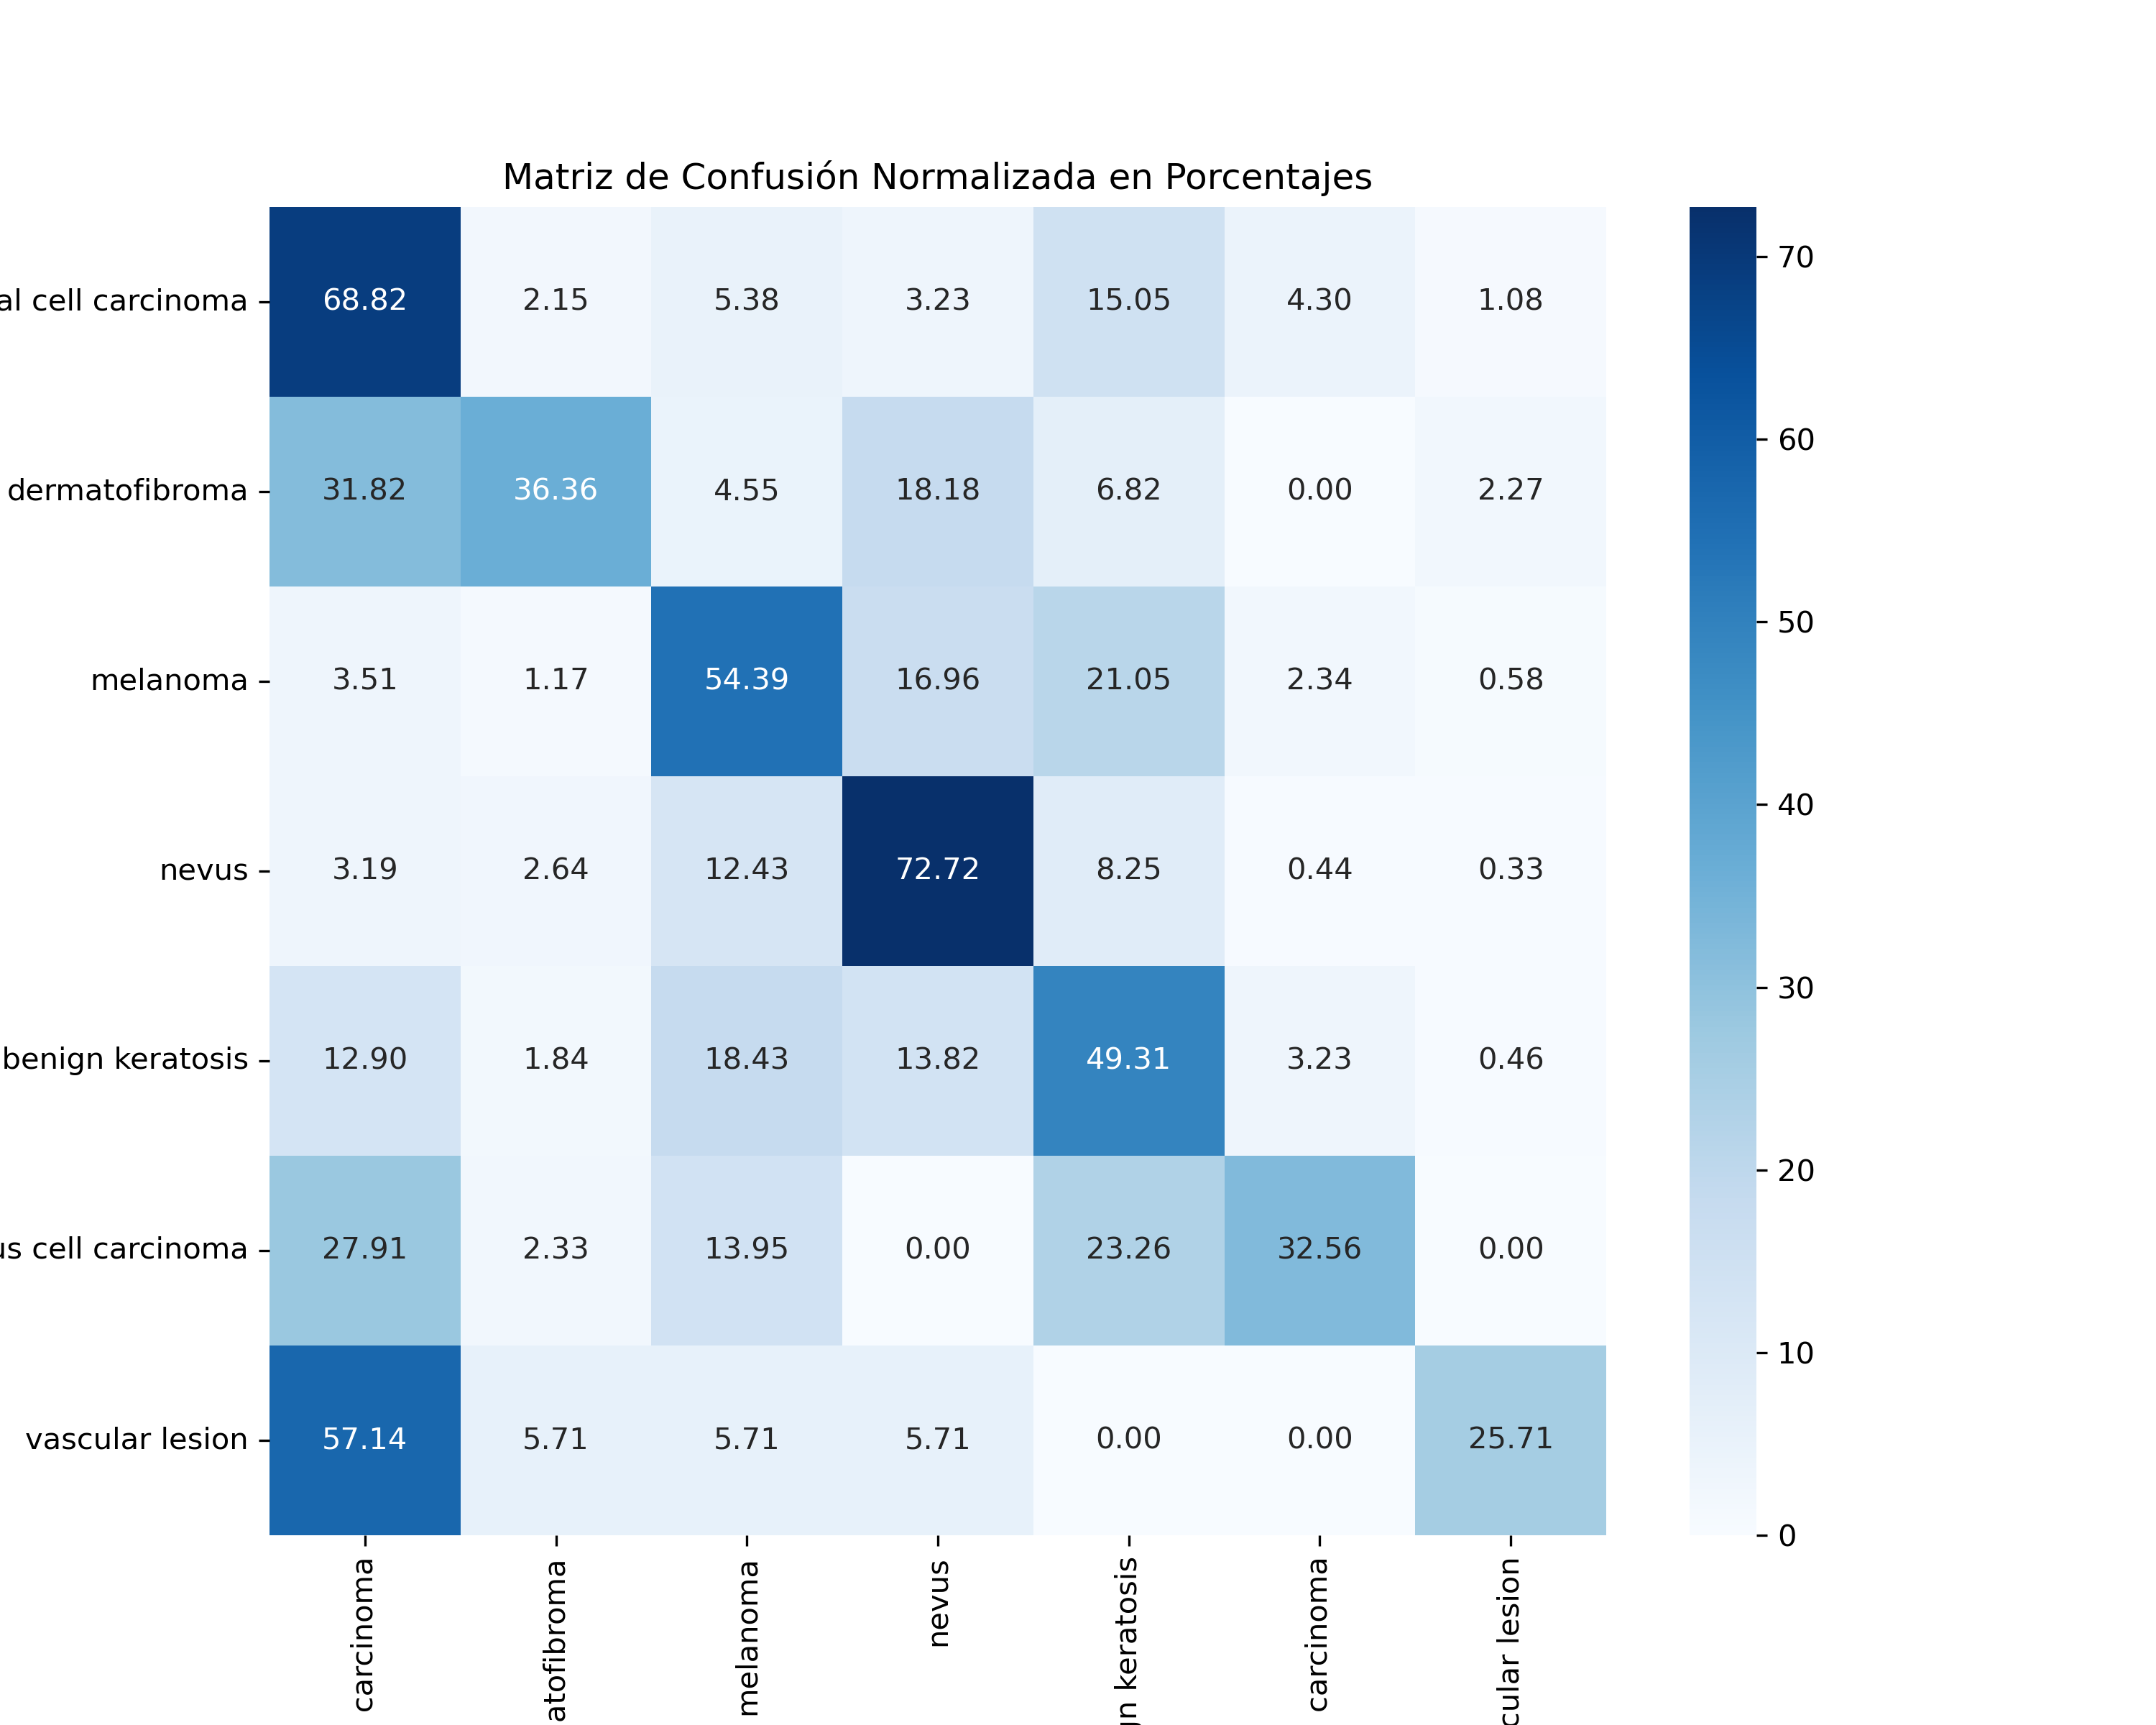 Matriz de Confusión Normalizada en Porcentajes
al cell carcinoma 68.82 2.15 5.38 3.23 15.05 4.30 1.08
dermatofibroma 31.82 36.36 4.55 18.18 6.82 0.00 2.27
melanoma 3.51 1.17 54.39 16.96 21.05 2.34 0.58
nevus 3.19 2.64 12.43 72.72 8.25 0.44 0.33
benign keratosis 12.90 1.84 18.43 13.82 49.31 3.23 0.46
us cell carcinoma 27.91 2.33 13.95 0.00 23.26 32.56 0.00
vascular lesion 57.14 5.71 5.71 5.71 0.00 0.00 25.71
carcinoma
atofibroma
melanoma
nevus
gn keratosis
carcinoma
cular lesion
70
60
50
40
30
20
10
0